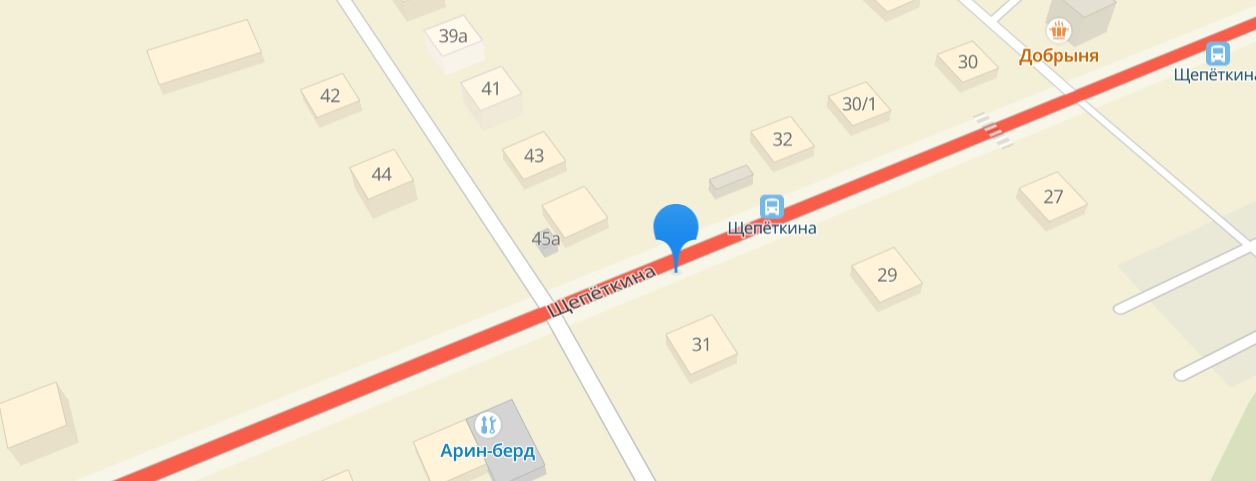 39а
30
Добрыня
Щепёткина
42
41
30/1
32
43
44
27
45а
Щепёткина
29
Щепёткина
31
Арин-берд